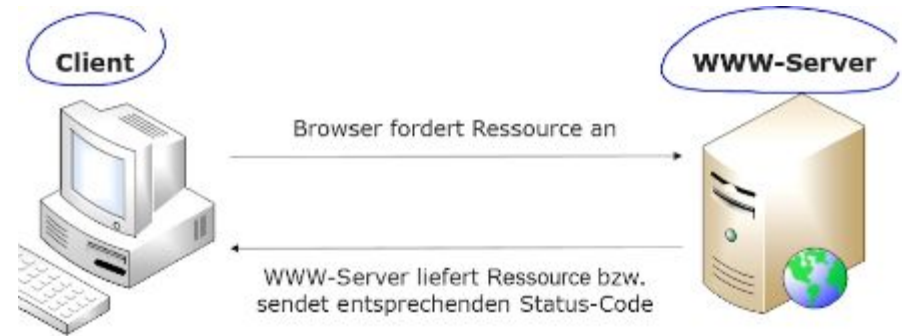 Client
WWW-Server
Browser fordert Ressource an
WWW-Server liefert Ressource bzw.
sendet entsprechenden Status-Code